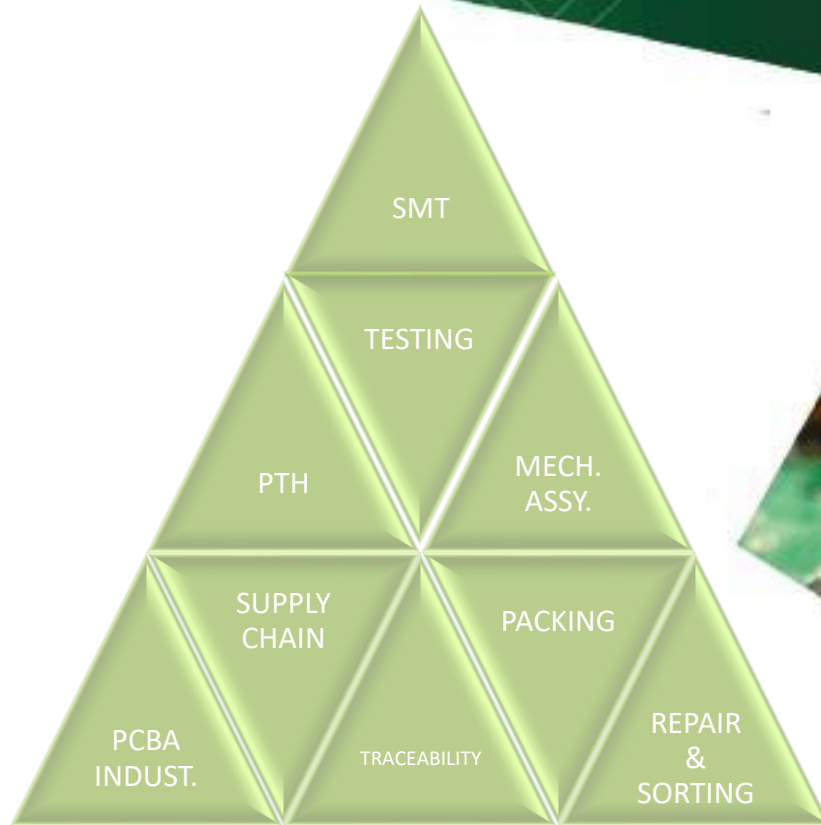 SMT
TESTING
PTH
MECH.
ASSY.
SUPPLY
CHAIN
PACKING
PCBA
INDUST.
TRACEABILITY
REPAIR
&
SORTING